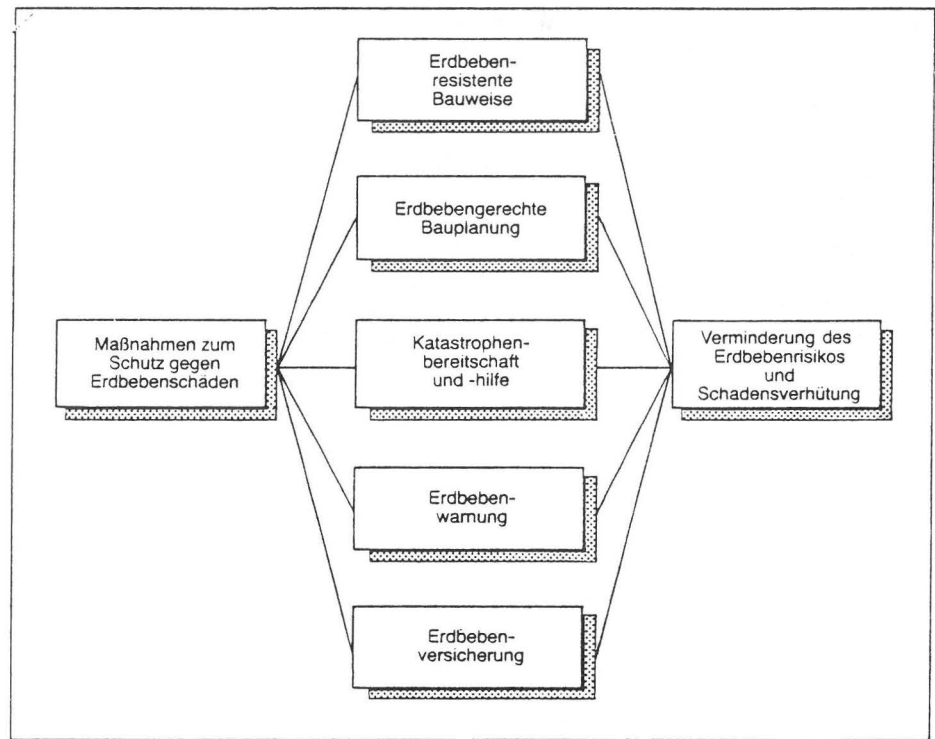 Erdbeben-
resistente
Bauweise
Erdbebengerechte
Bauplanung
Maßnahmen zum
Schutz gegen
Erdbebenschäden
Katastrophen-
bereitschaft
und -hilfe
Verminderung des
Erdbebenrisikos
und
Schadensverhütung
Erdbeben-
warnung
Erdbeben-
versicherung